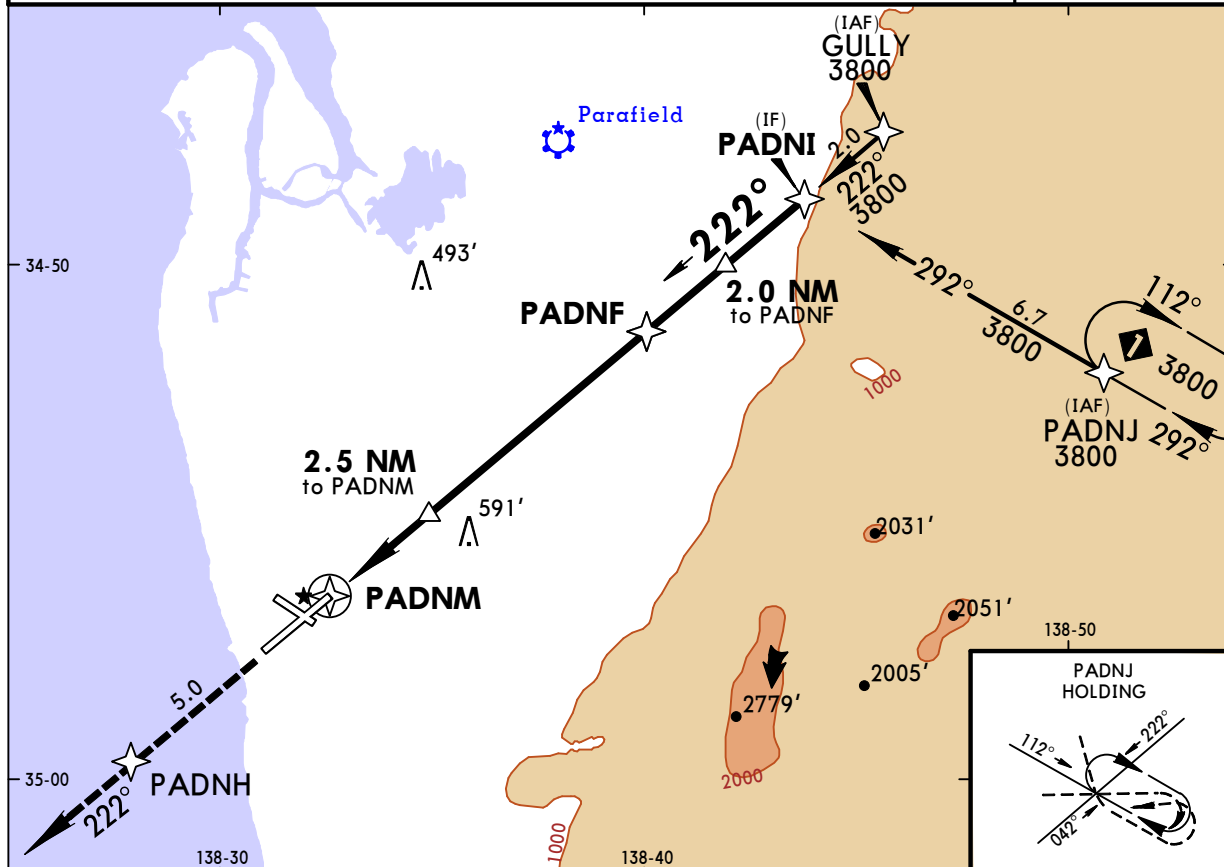 (IAF)
GULLY
3800
Parafield
(IF)
PADNI
2.0
222°
3800
222°
493'
34-50
2.0 NM
to PADNF
PADNF
292°
6.7
3800
112°
1
3800
1000
(IAF)
PADNJ
3800
292°
2.5 NM
to PADNM
591'
2031'
PADNM
2051'
138-50
2005'
2779'
5.0
PADNH
222°
35-00
2000
1000
138-30
138-40
PADNJ
HOLDING
112°
222°
042°